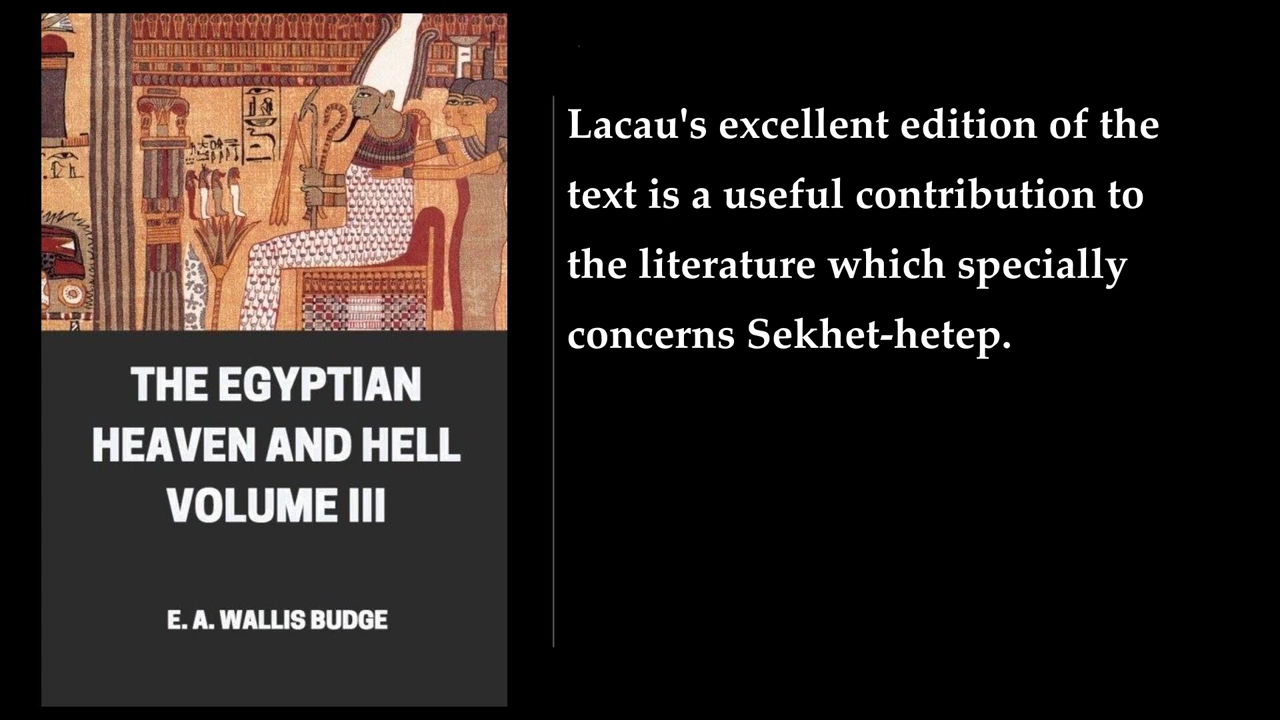 THE EGYPTIAN
HEAVEN AND HELL
VOLUME III
E. A. WALLIS BUDGE
Lacau's excellent edition of the
text is a useful contribution to
the literature which specially
concerns Sekhet-hetep.